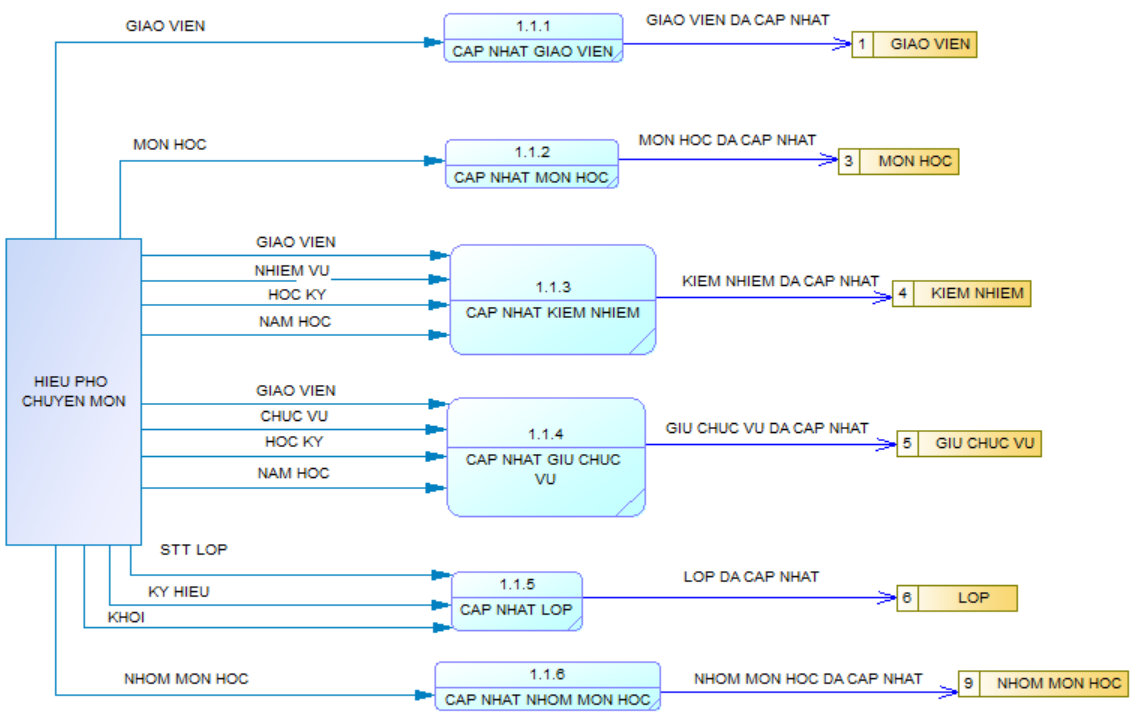 GIAO VIEN
1.1.1
CAP NHAT GIAO VIEN
GIAO VIEN DA CAP NHAT
1 GIAO VIEN
MON HOC
1.1.2
CAP NHAT MON HOC
MON HOC DA CAP NHAT
3 MON HOC
HIEU PHO
CHUYEN MON
GIAO VIEN
NHIEM VU
HOC KY
NAM HOC
1.1.3
CAP NHAT KIEM NHIEM
KIEM NHIEM DA CAP NHAT
4 KIEM NHIEM
GIAO VIEN
CHUC VU
HOC KY
NAM HOC
1.1.4
CAP NHAT GIU CHUC
VU
GIU CHUC VU DA CAP NHAT
5 GIU CHUC VU
STT LOP
KY HIEU
KHOI
1.1.5
CAP NHAT LOP
LOP DA CAP NHAT
6 LOP
NHOM MON HOC
1.1.6
CAP NHAT NHOM MON HOC
NHOM MON HOC DA CAP NHAT
9 NHOM MON HOC